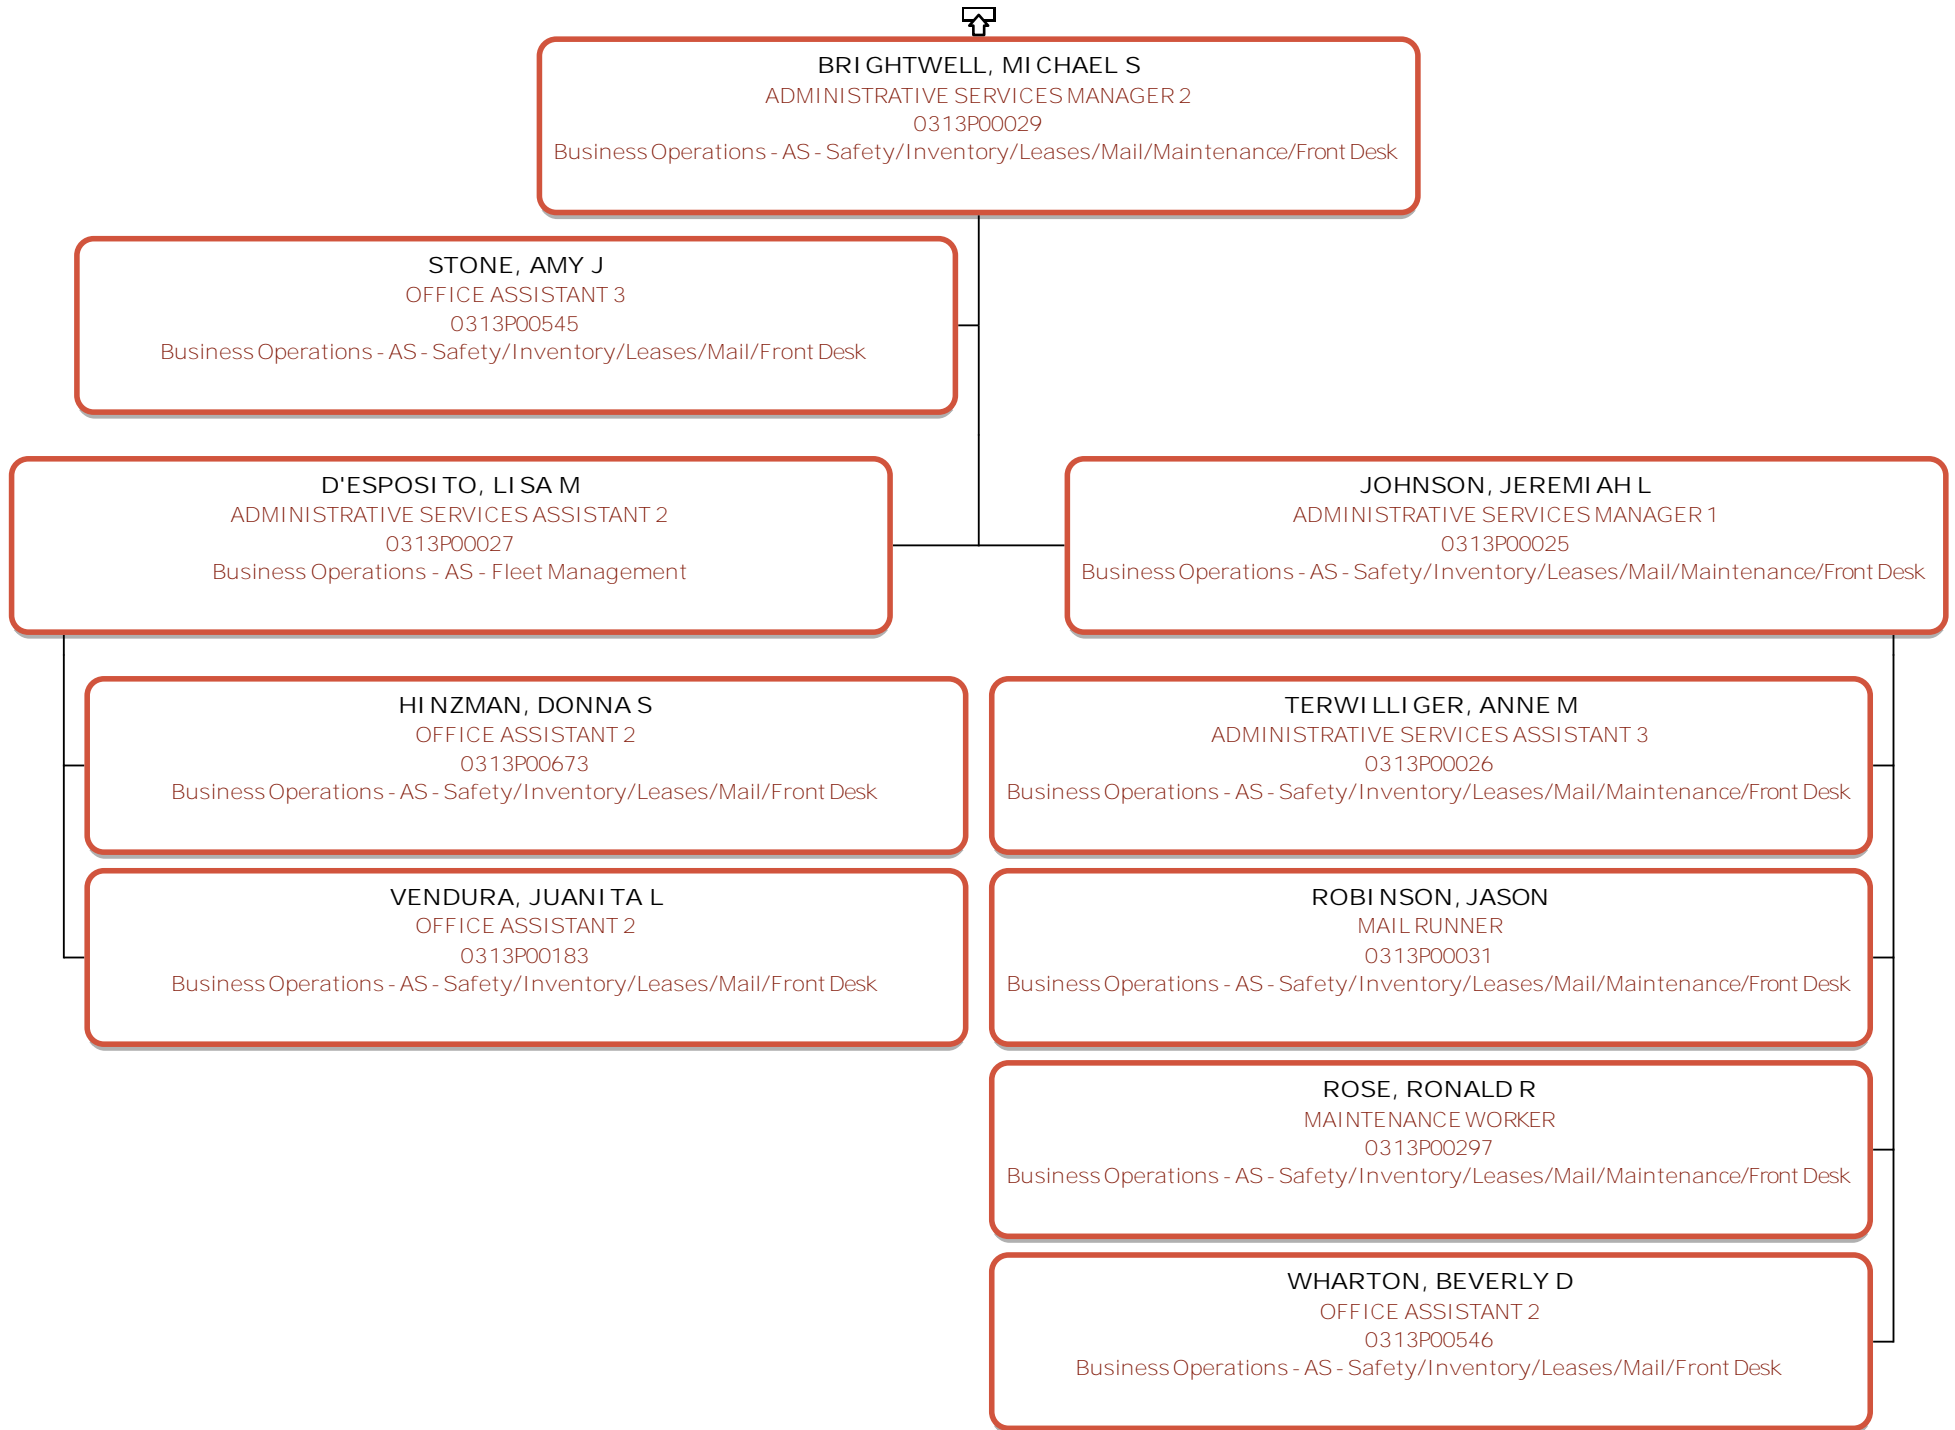 BRIGHTWELL, MICHAEL S
ADMINISTRATIVE SERVICES MANAGER 2
0313P00029
Business Operations - AS - Safety/Inventory/Leases/Mail/Maintenance/Front Desk
STONE, AMY J
OFFICE ASSISTANT 3
0313P00545
Business Operations - AS - Safety/Inventory/Leases/Mail/Front Desk
D'ESPOSITO, LISA M
ADMINISTRATIVE SERVICES ASSISTANT 2
0313P00027
Business Operations - AS - Fleet Management
JOHNSON, JEREMIAH L
ADMINISTRATIVE SERVICES MANAGER 1
0313P00025
Business Operations - AS - Safety/Inventory/Leases/Mail/Maintenance/Front Desk
HINZMAN, DONNA S
OFFICE ASSISTANT 2
0313P00673
Business Operations - AS - Safety/Inventory/Leases/Mail/Front Desk
VENDURA, JUANITA L
OFFICE ASSISTANT 2
0313P00183
Business Operations - AS - Safety/Inventory/Leases/Mail/Front Desk
TERWILLIGER, ANNE M
ADMINISTRATIVE SERVICES ASSISTANT 3
0313P00026
Business Operations - AS - Safety/Inventory/Leases/Mail/Maintenance/Front Desk
ROBINSON, JASON
MAIL RUNNER
0313P00031
Business Operations - AS - Safety/Inventory/Leases/Mail/Maintenance/Front Desk
ROSE, RONALD R
MAINTENANCE WORKER
0313P00297
Business Operations - AS - Safety/Inventory/Leases/Mail/Maintenance/Front Desk
WHARTON, BEVERLY D
OFFICE ASSISTANT 2
0313P00546
Business Operations - AS - Safety/Inventory/Leases/Mail/Front Desk